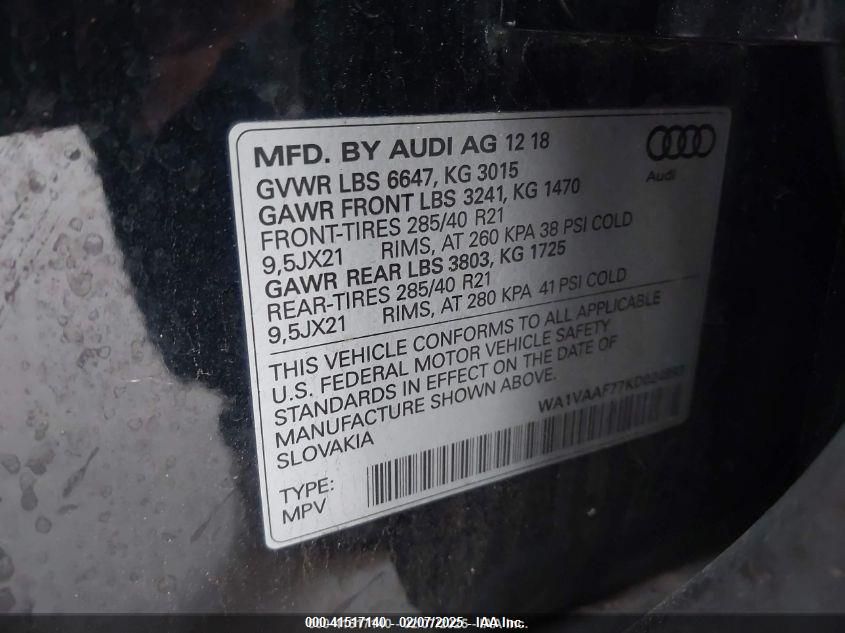 MFD. BY AUDI AG 12 18
GVWR LBS 6647, KG 3015
GAWR FRONT LBS 3241, KG 1470
FRONT-TIRES 285/40 R21
9,5JX21 RIMS, AT 260 KPA 38 PSI COLD
GAWR REAR LBS 3803, KG 1725
REAR-TIRES 285/40 R21
9,5JX21 RIMS, AT 280 KPA 41 PSI COLD
Audi
THIS VEHICLE CONFORMS TO ALL APPLICABLE
U.S. FEDERAL MOTOR VEHICLE SAFETY
STANDARDS IN EFFECT ON THE DATE OF
MANUFACTURE SHOWN ABOVE.
SLOVAKIA
TYPE:
MPV
000-41517140 - 02/07/2025 - IAA Inc.